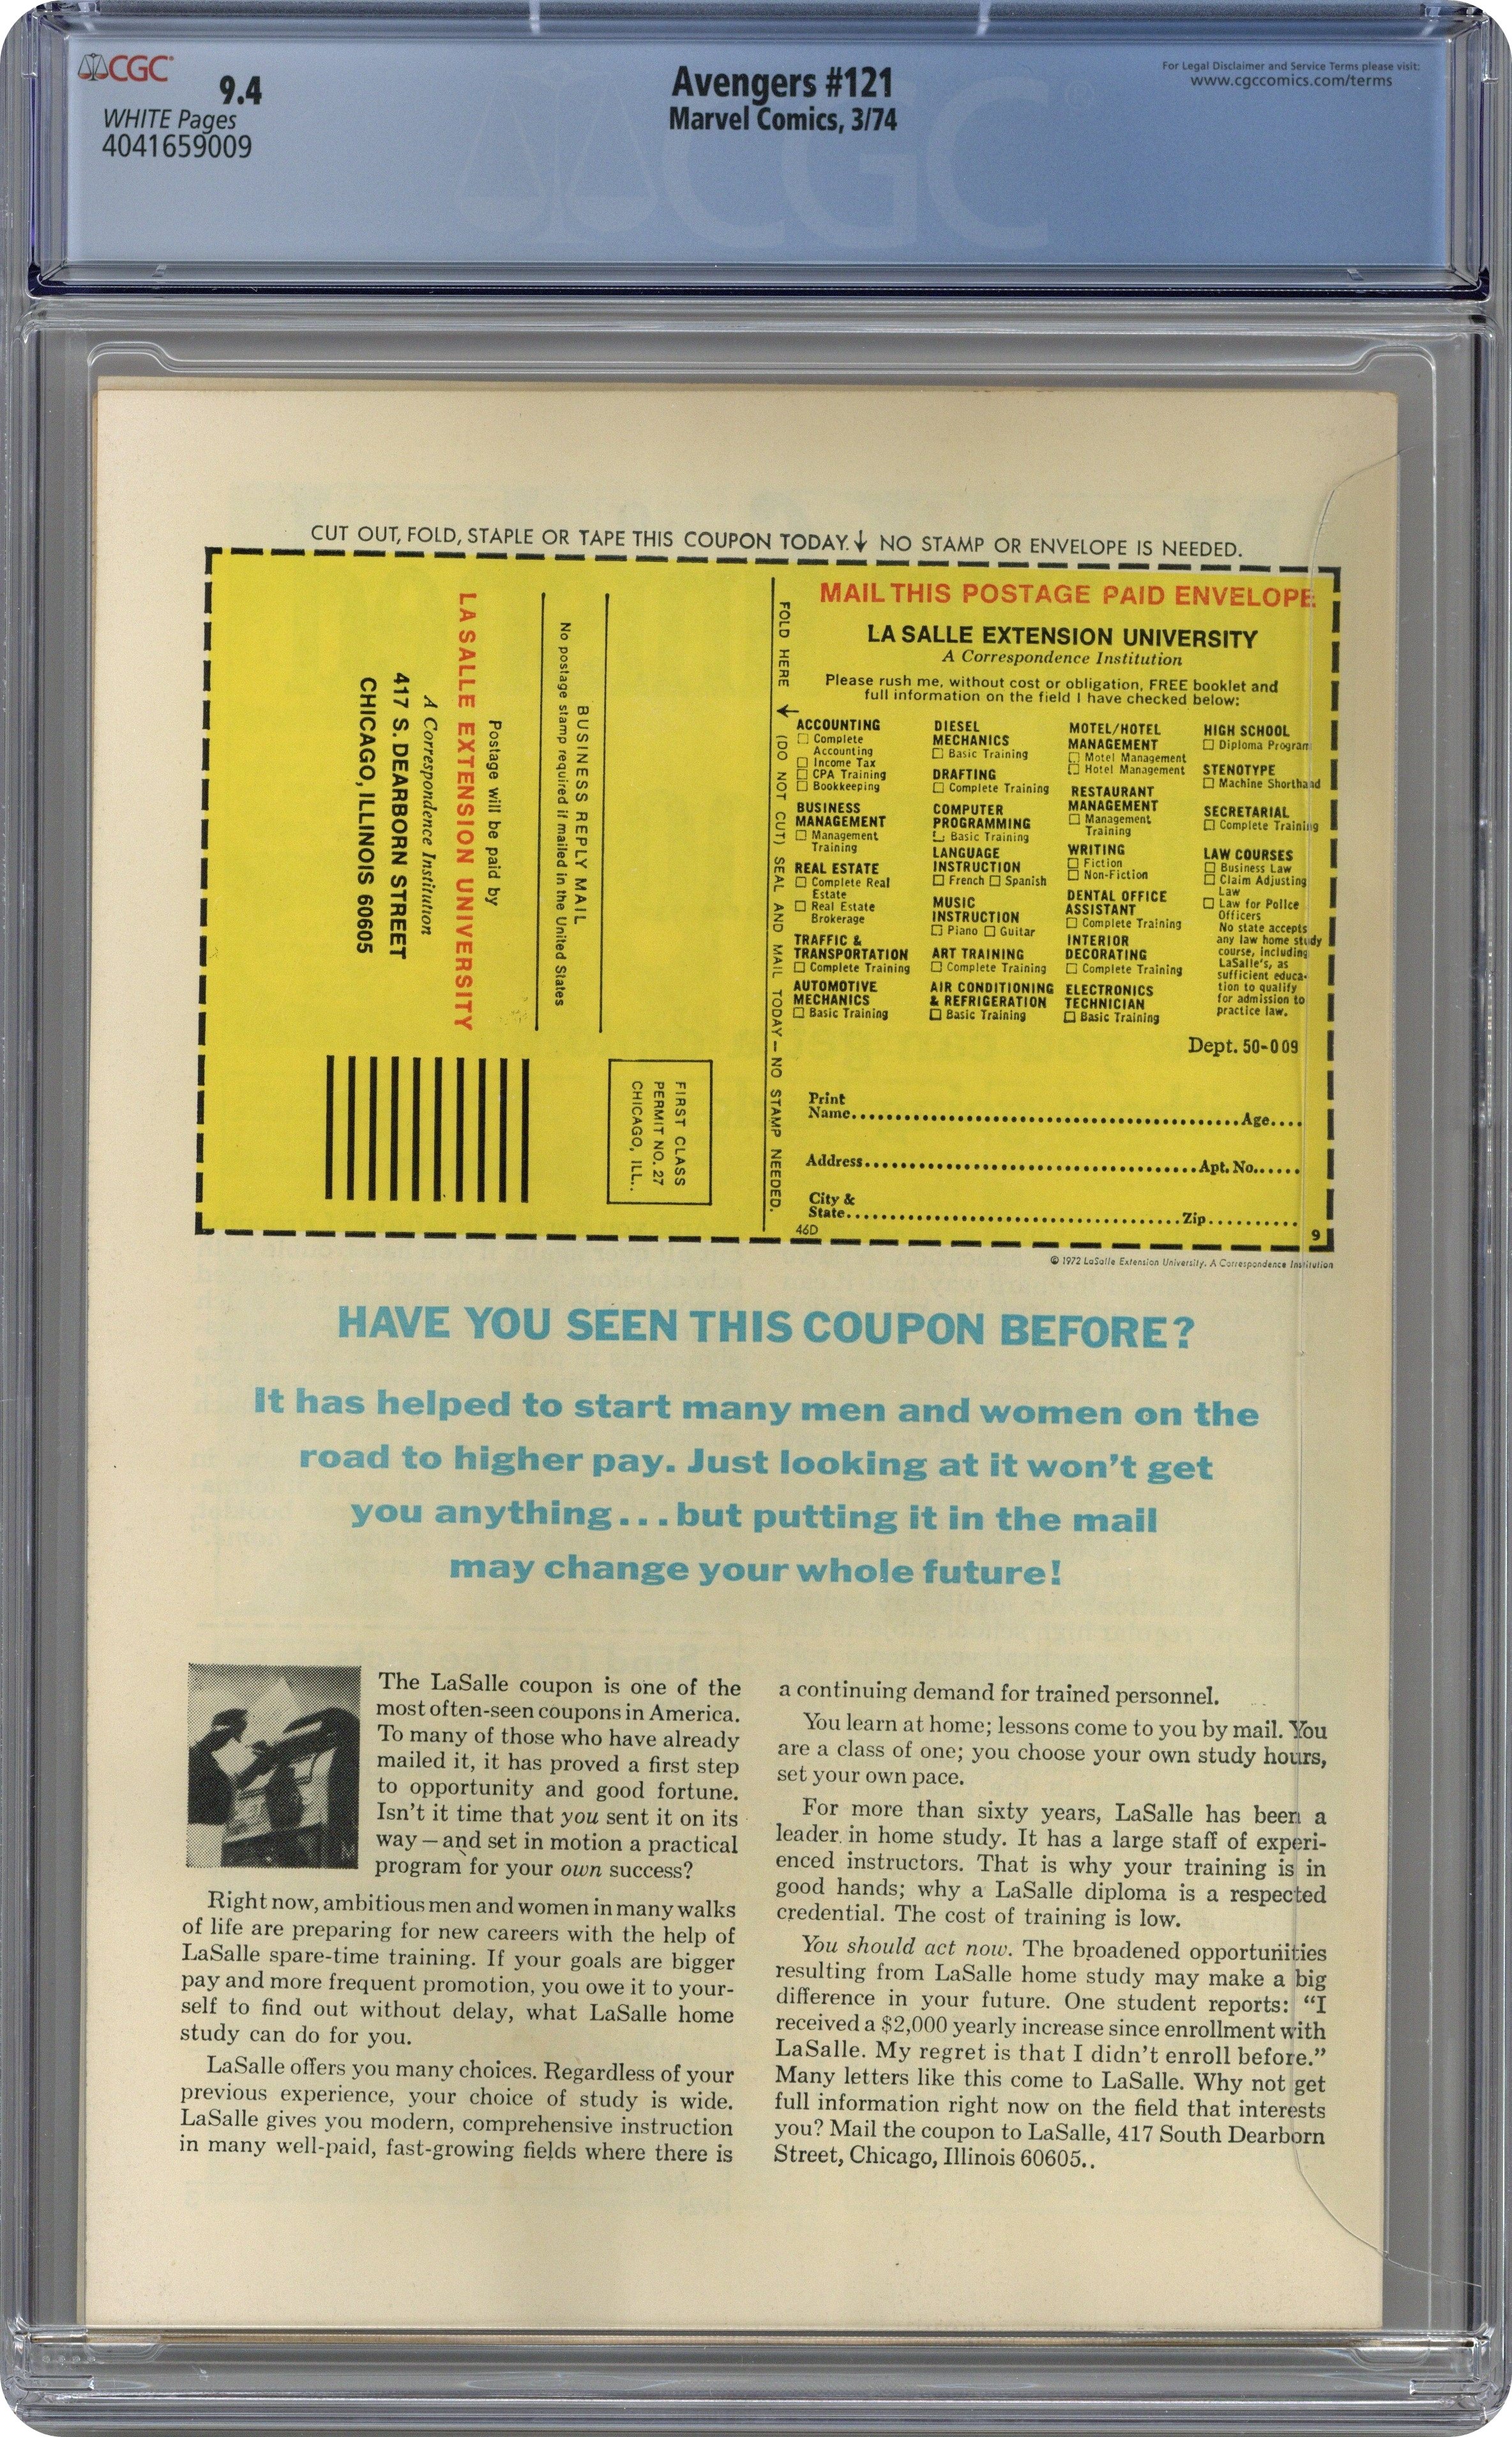 CGC
9.4
WHITE Pages
4041659009
Avengers #121
Marvel Comics, 3/74
For Legal Disclaimer and Service Terms please visit:
www.cgccomics.com/terms
CGC
CUT OUT, FOLD, STAPLE OR TAPE THIS COUPON TODAY.↓ NO STAMP OR ENVELOPE IS NEEDED.
BUSINESS REPLY MAIL
No postage stamp required if mailed in the United States
Postage will be paid by
LA SALLE EXTENSION UNIVERSITY
A Correspondence Institution
417 S. DEARBORN STREET
CHICAGO, ILLINOIS 60605
FIRST CLASS
PERMIT NO. 27
CHICAGO, ILL..
FOLD HERE ↓ (DO NOT CUT) SEAL AND MAIL TODAY — NO STAMP NEEDED.
MAIL THIS POSTAGE PAID ENVELOPE
LA SALLE EXTENSION UNIVERSITY
A Correspondence Institution
Please rush me, without cost or obligation, FREE booklet and
full information on the field I have checked below:
ACCOUNTING
☐ Complete
Accounting
☐ Income Tax
☐ CPA Training
☐ Bookkeeping
BUSINESS
MANAGEMENT
☐ Management
Training
REAL ESTATE
☐ Complete Real
Estate
☐ Real Estate
Brokerage
TRAFFIC &
TRANSPORTATION
☐ Complete Training
AUTOMOTIVE
MECHANICS
☐ Basic Training
DIESEL
MECHANICS
☐ Basic Training
DRAFTING
☐ Complete Training
COMPUTER
PROGRAMMING
☐ Basic Training
LANGUAGE
INSTRUCTION
☐ French ☐ Spanish
MUSIC
INSTRUCTION
☐ Piano ☐ Guitar
ART TRAINING
☐ Complete Training
AIR CONDITIONING
& REFRIGERATION
☐ Basic Training
MOTEL/HOTEL
MANAGEMENT
☐ Motel Management
☐ Hotel Management
RESTAURANT
MANAGEMENT
☐ Management
Training
WRITING
☐ Fiction
☐ Non-Fiction
DENTAL OFFICE
ASSISTANT
☐ Complete Training
INTERIOR
DECORATING
☐ Complete Training
ELECTRONICS
TECHNICIAN
☐ Basic Training
HIGH SCHOOL
☐ Diploma Program
STENOTYPE
☐ Machine Shorthand
SECRETARIAL
☐ Complete Training
LAW COURSES
☐ Business Law
☐ Claim Adjusting
Law
☐ Law for Police
Officers
No state accepts
any law home study
course, including
LaSalle's, as
sufficient educa-
tion to qualify
for admission to
practice law.
Dept. 50-009
Print
Name........................................Age....
Address....................................Apt. No......
City &
State....................................Zip..........
46D
9
© 1972 LaSalle Extension University. A Correspondence Institution
HAVE YOU SEEN THIS COUPON BEFORE?
It has helped to start many men and women on the
road to higher pay. Just looking at it won't get
you anything...but putting it in the mail
may change your whole future!
The LaSalle coupon is one of the
most often-seen coupons in America.
To many of those who have already
mailed it, it has proved a first step
to opportunity and good fortune.
Isn't it time that you sent it on its
way — and set in motion a practical
program for your own success?
Right now, ambitious men and women in many walks
of life are preparing for new careers with the help of
LaSalle spare-time training. If your goals are bigger
pay and more frequent promotion, you owe it to your-
self to find out without delay, what LaSalle home
study can do for you.
LaSalle offers you many choices. Regardless of your
previous experience, your choice of study is wide.
LaSalle gives you modern, comprehensive instruction
in many well-paid, fast-growing fields where there is
a continuing demand for trained personnel.
You learn at home; lessons come to you by mail. You
are a class of one; you choose your own study hours,
set your own pace.
For more than sixty years, LaSalle has been a
leader in home study. It has a large staff of experi-
enced instructors. That is why your training is in
good hands; why a LaSalle diploma is a respected
credential. The cost of training is low.
You should act now. The broadened opportunities
resulting from LaSalle home study may make a big
difference in your future. One student reports: "I
received a $2,000 yearly increase since enrollment with
LaSalle. My regret is that I didn't enroll before."
Many letters like this come to LaSalle. Why not get
full information right now on the field that interests
you? Mail the coupon to LaSalle, 417 South Dearborn
Street, Chicago, Illinois 60605..